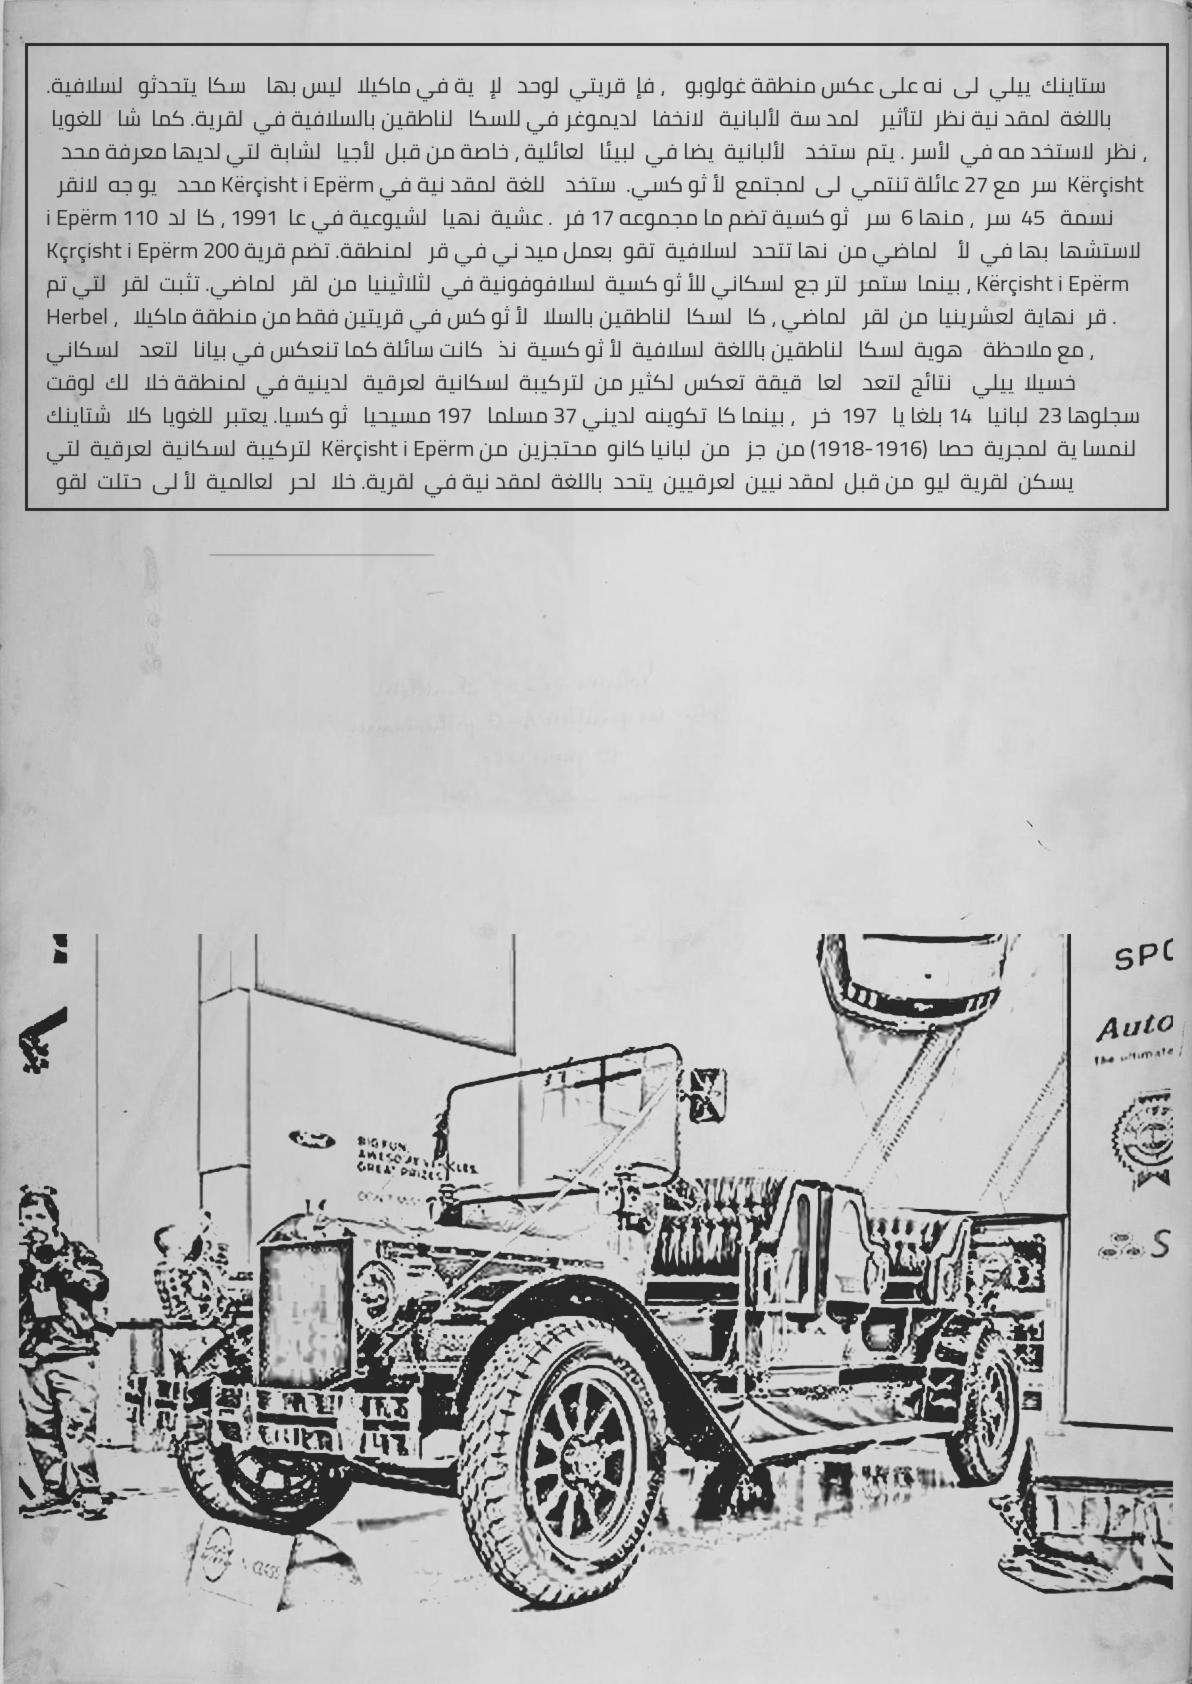 ستاينك ييلي لى نه على عكس منطقة غولوبو ، فإ قريتي لوحد لإ ية في ماكيلا ليس بها سكا يتحدثو لسلافية.
باللغة لمقد نية نظر لتأثير لمد سة لألبانية لانخفا لديموغر في للسكا لناطقين بالسلافية في لقرية. كما شا للغويا
، نظر لاستخد مه في لأسر . يتم ستخد لألبانية يضا في لبيئا لعائلية ، خاصة من قبل لأجيا لشابة لتي لديها معرفة محد
Kërçisht سر مع 27 عائلة تنتمي لى لمجتمع لأ ثو كسي. ستخد للغة لمقد نية في Kërçisht i Epërm محد يو جه لانقر
نسمة 45 سر ، منها 6 سر ثو كسية تضم ما مجموعه 17 فر . عشية نهيا لشيوعية في عا 1991 ، كا لد i Epërm 110
لاستشها بها في لأ لماضي من نها تتحد لسلافية تقو بعمل ميد ني في قر لمنطقة. تضم قرية Kçrçisht i Epërm 200
Kërçisht i Epërm ، بينما ستمر لتر جع لسكاني للأ ثو كسية لسلافوفونية في لثلاثينيا من لقر لماضي. تثبت لقر لتي تم
. قر نهاية لعشرينيا من لقر لماضي ، كا لسكا لناطقين بالسلا لأ ثو كس في قريتين فقط من منطقة ماكيلا ، Herbel
، مع ملاحظة هوية لسكا لناطقين باللغة لسلافية لأ ثو كسية نذ كانت سائلة كما تنعكس في بيانا لتعد لسكاني
خسيلا ييلي نتائج لتعد لعا قيقة تعكس لكثير من لتركيبة لسكانية لعرقية لدينية في لمنطقة خلا لك لوقت
سجلوها 23 لبانيا 14 بلغا يا 197 خر ، بينما كا تكوينه لديني 37 مسلما 197 مسيحيا ثو كسيا. يعتبر للغويا كلا شتاينك
لنمسا ية لمجرية حصا (1916-1918) من جز من لبانيا كانو محتجزين من Kërçisht i Epërm لتركيبة لسكانية لعرقية لتي
يسكن لقرية ليو من قبل لمقد نيين لعرقيين يتحد باللغة لمقد نية في لقرية. خلا لحر لعالمية لأ لى حتلت لقو
SPO
Auto
The ultimate
BIG FUN.
AWESOME VEHICLES.
GREAT PRIZES
S
CLASS